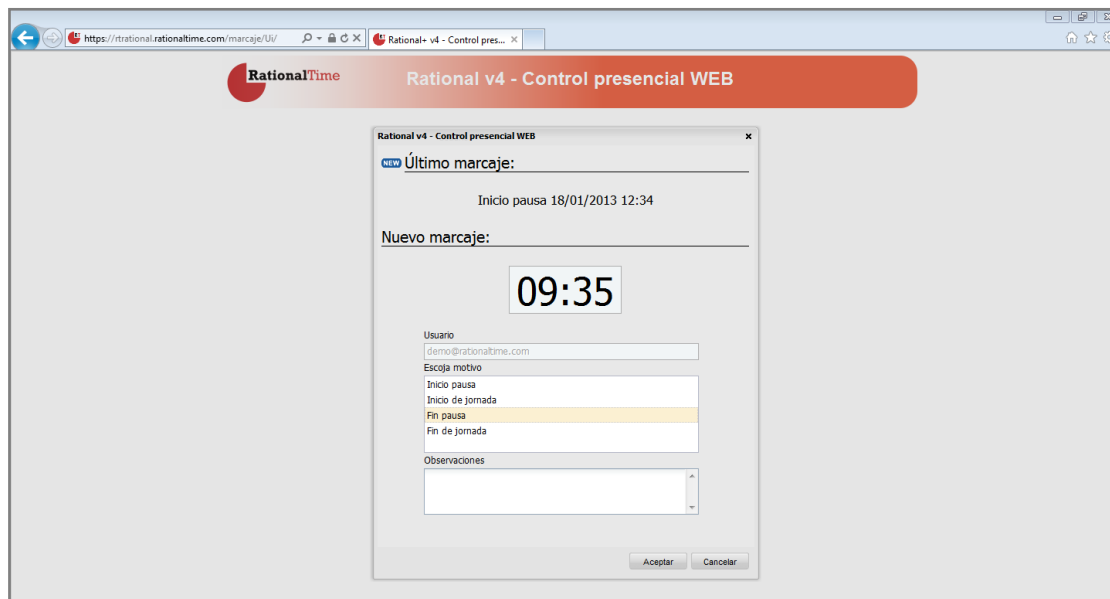 https://rtrational.rationaltime.com/marcaje/Ui/
Rational+ v4 - Control pres...
RationalTime
Rational v4 - Control presencial WEB
Rational v4 - Control presencial WEB
NEW Último marcaje:
Inicio pausa 18/01/2013 12:34
Nuevo marcaje:
09:35
Usuario
demo@rationaltime.com
Escoja motivo
Inicio pausa
Inicio de jornada
Fin pausa
Fin de jornada
Observaciones
Aceptar Cancelar